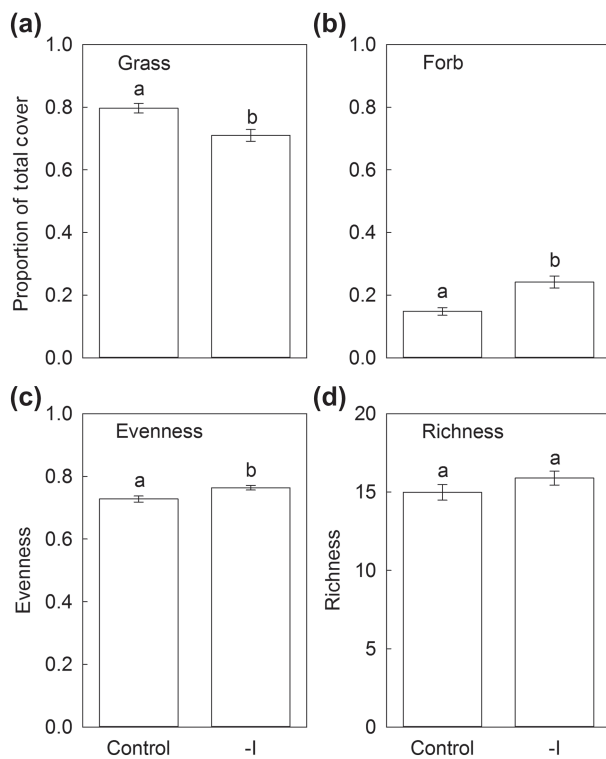 (a)
Grass
Proportion of total cover
1.0
0.8
0.6
0.4
0.2
0.0
a
b
(b)
Forb
1.0
0.8
0.6
0.4
0.2
0.0
a
b
(c)
Evenness
Evenness
1.0
0.8
0.6
0.4
0.2
0.0
a
b
Control
-I
(d)
Richness
Richness
20
15
10
5
0
a
a
Control
-I